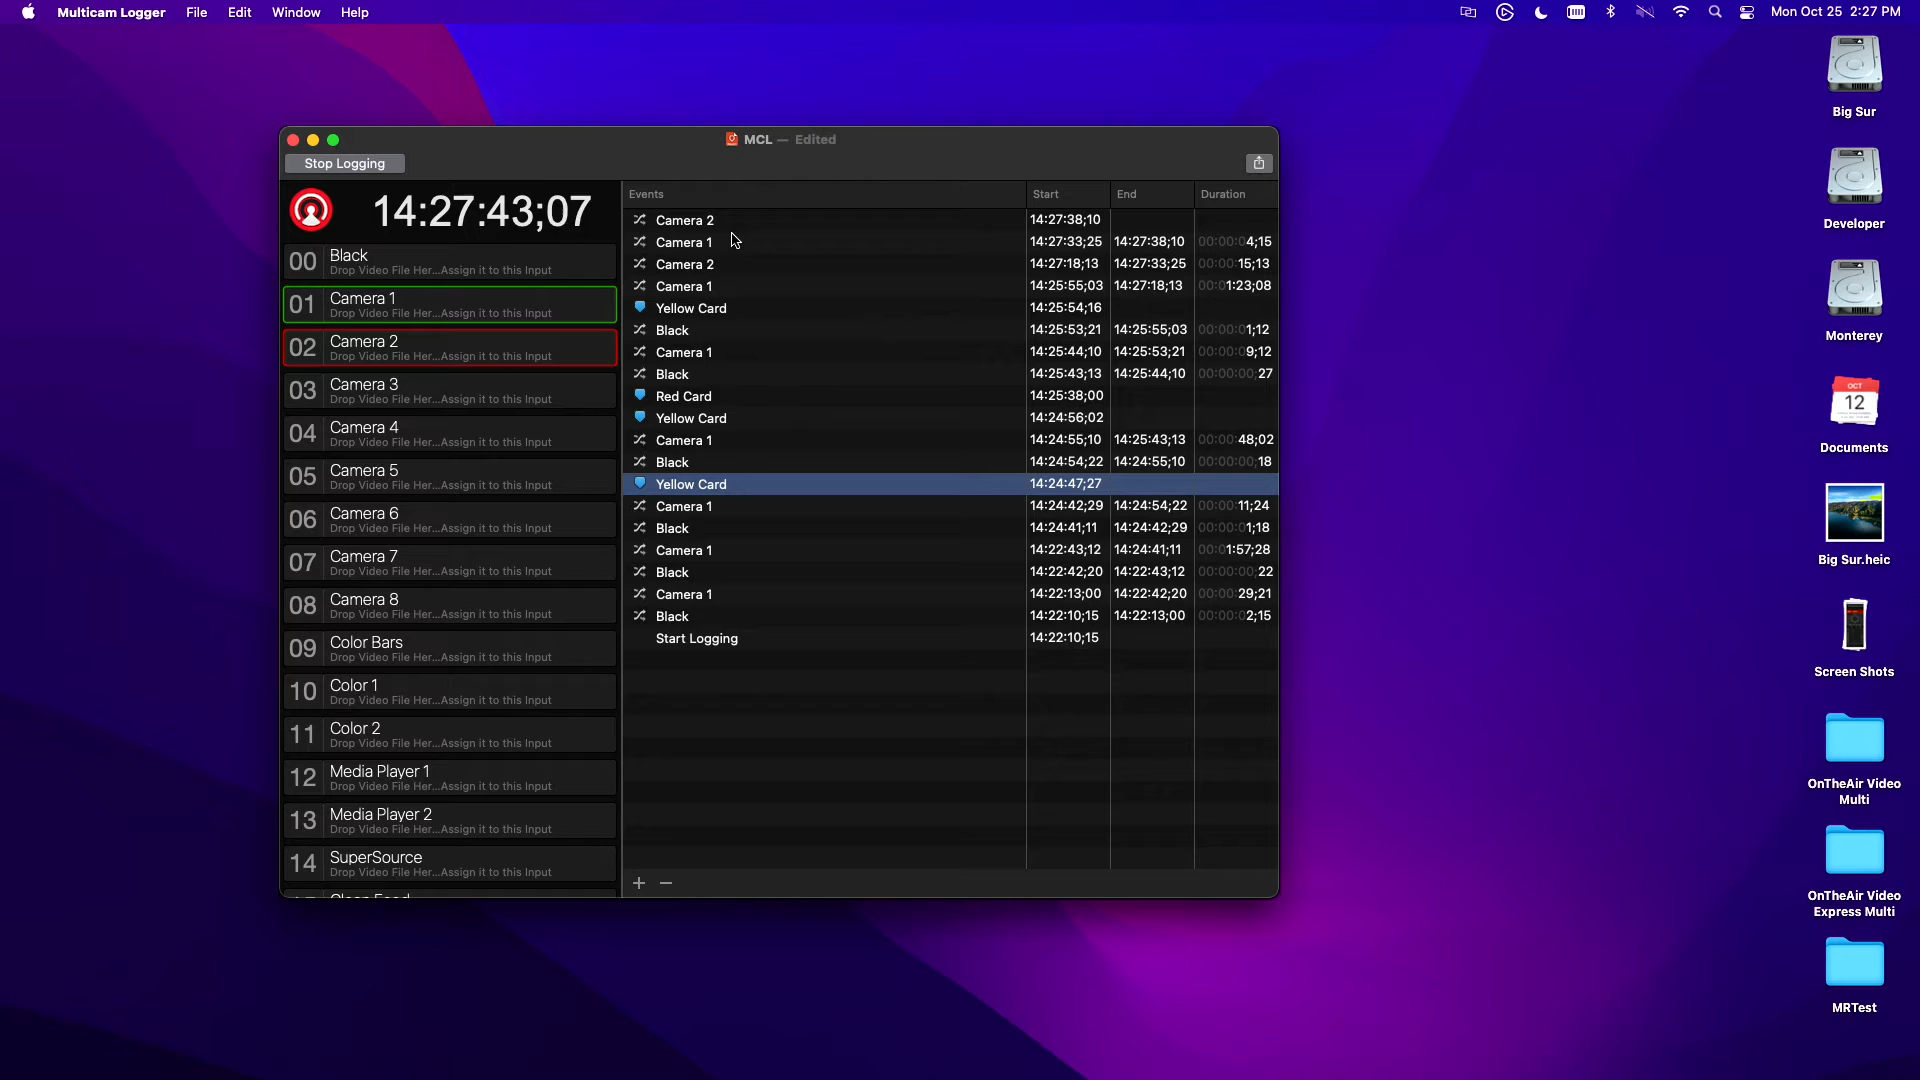 Multicam Logger File Edit Window Help
Mon Oct 25 2:27 PM
MCL — Edited
Stop Logging
14:27:43;07
00 Black
Drop Video File Her...Assign it to this Input
01 Camera 1
Drop Video File Her...Assign it to this Input
02 Camera 2
Drop Video File Her...Assign it to this Input
03 Camera 3
Drop Video File Her...Assign it to this Input
04 Camera 4
Drop Video File Her...Assign it to this Input
05 Camera 5
Drop Video File Her...Assign it to this Input
06 Camera 6
Drop Video File Her...Assign it to this Input
07 Camera 7
Drop Video File Her...Assign it to this Input
08 Camera 8
Drop Video File Her...Assign it to this Input
09 Color Bars
Drop Video File Her...Assign it to this Input
10 Color 1
Drop Video File Her...Assign it to this Input
11 Color 2
Drop Video File Her...Assign it to this Input
12 Media Player 1
Drop Video File Her...Assign it to this Input
13 Media Player 2
Drop Video File Her...Assign it to this Input
14 SuperSource
Drop Video File Her...Assign it to this Input
Events Start End Duration
Camera 2 14:27:38;10
Camera 1 14:27:33;25 14:27:38;10 00:00:04;15
Camera 2 14:27:18;13 14:27:33;25 00:00:15;13
Camera 1 14:25:55;03 14:27:18;13 00:01:23;08
Yellow Card 14:25:54;16
Black 14:25:53;21 14:25:55;03 00:00:01;12
Camera 1 14:25:44;10 14:25:53;21 00:00:09;12
Black 14:25:43;13 14:25:44;10 00:00:00;27
Red Card 14:25:38;00
Yellow Card 14:24:56;02
Camera 1 14:24:55;10 14:25:43;13 00:00:48;02
Black 14:24:54;22 14:24:55;10 00:00:00;18
Yellow Card 14:24:47;27
Camera 1 14:24:42;29 14:24:54;22 00:00:11;24
Black 14:24:41;11 14:24:42;29 00:00:01;18
Camera 1 14:22:43;12 14:24:41;11 00:01:57;28
Black 14:22:42;20 14:22:43;12 00:00:00;22
Camera 1 14:22:13;00 14:22:42;20 00:00:29;21
Black 14:22:10;15 14:22:13;00 00:00:02;15
Start Logging 14:22:10;15
Big Sur
Developer
Monterey
OCT
12
Documents
Big Sur.heic
Screen Shots
OnTheAir Video
Multi
OnTheAir Video
Express Multi
MRTest